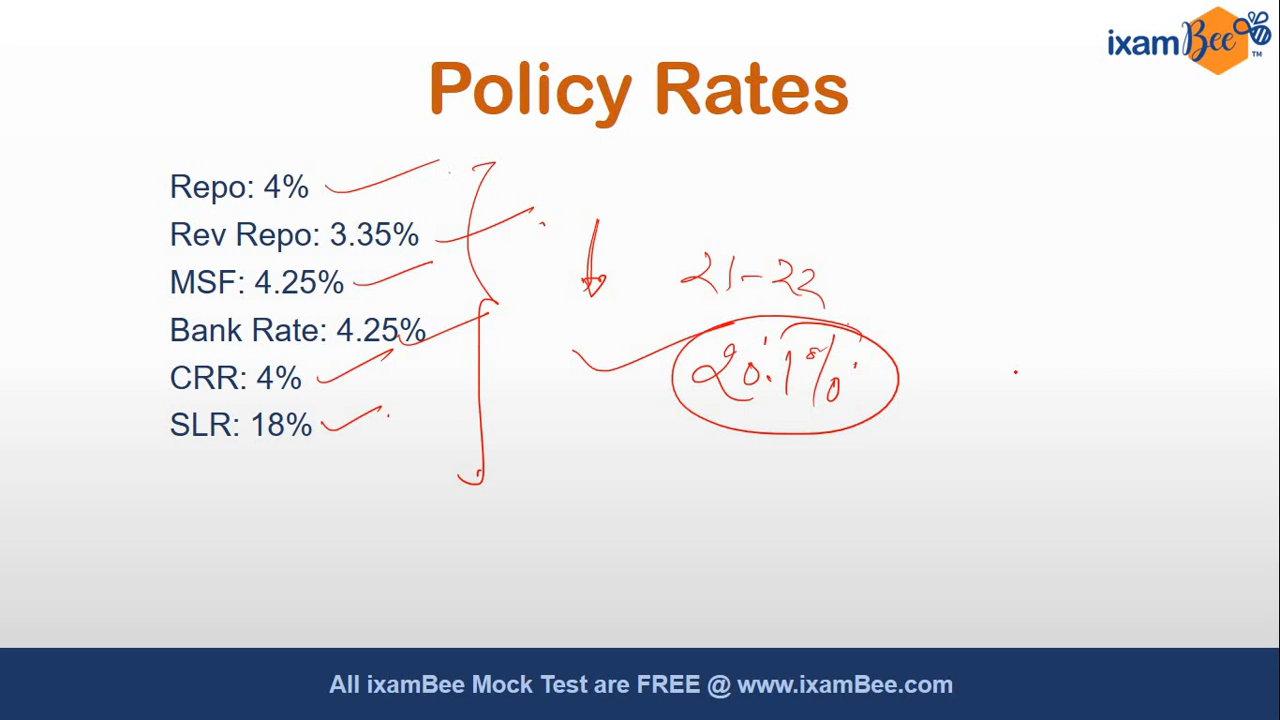 ixamBee
TM
Policy Rates
Repo: 4%
Rev Repo: 3.35%
MSF: 4.25%
Bank Rate: 4.25%
CRR: 4%
SLR: 18%
21-22
20.1%
All ixamBee Mock Test are FREE @ www.ixamBee.com